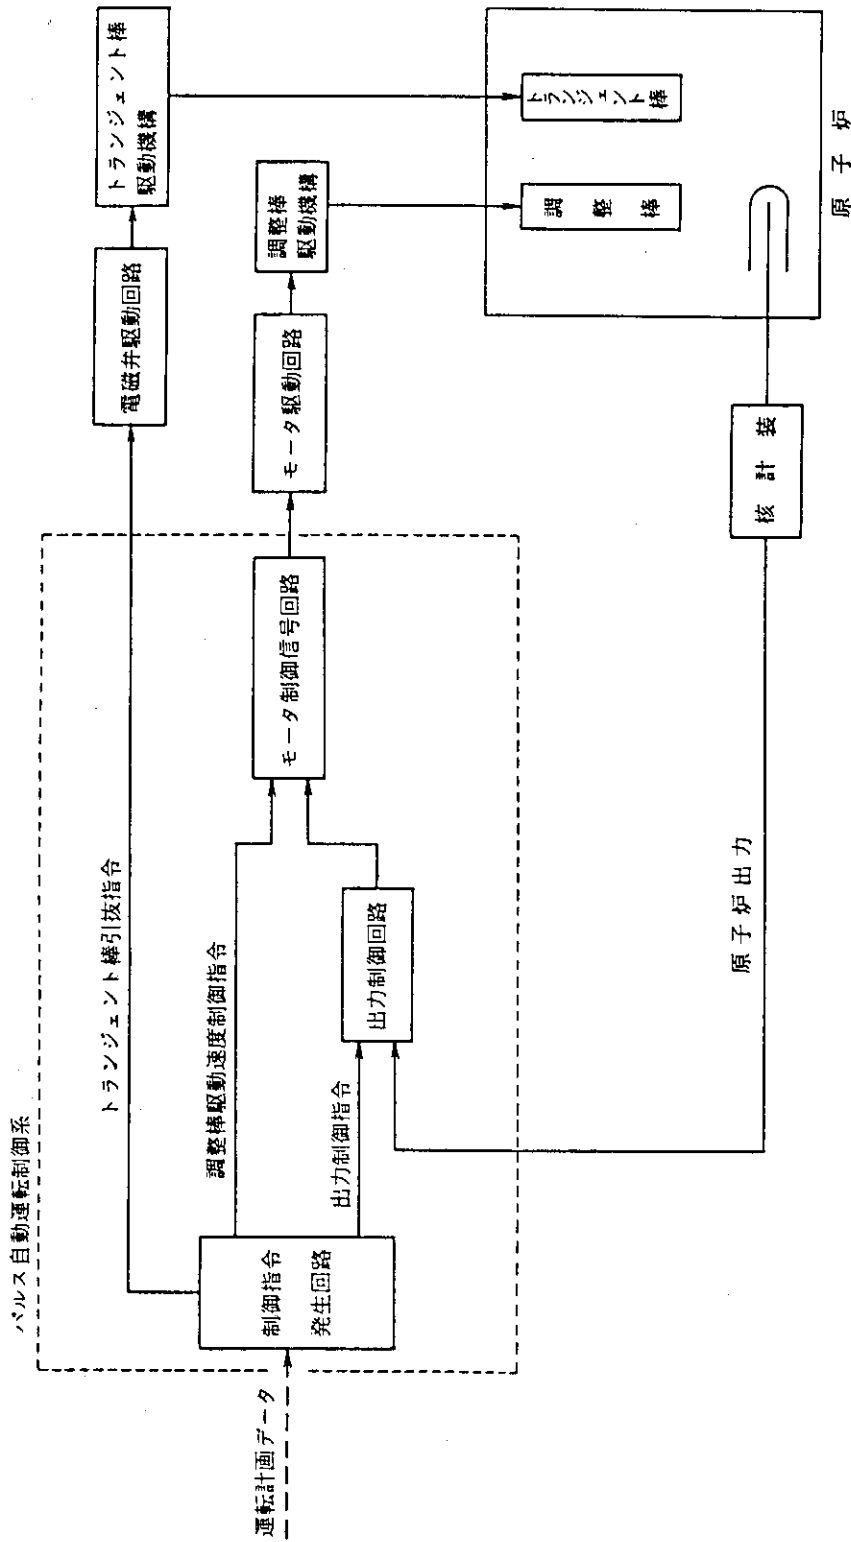 パルス自動運転制御系
運転計画データ
制御指令
発生回路
トランジェント棒引抜指令
調整棒駆動速度制御指令
出力制御指令
出力制御回路
モータ制御信号回路
モータ駆動回路
調整棒
駆動機構
電磁弁駆動回路
トランジェント棒
駆動機構
トランジェント棒
調整棒
原子炉
核計装
原子炉出力